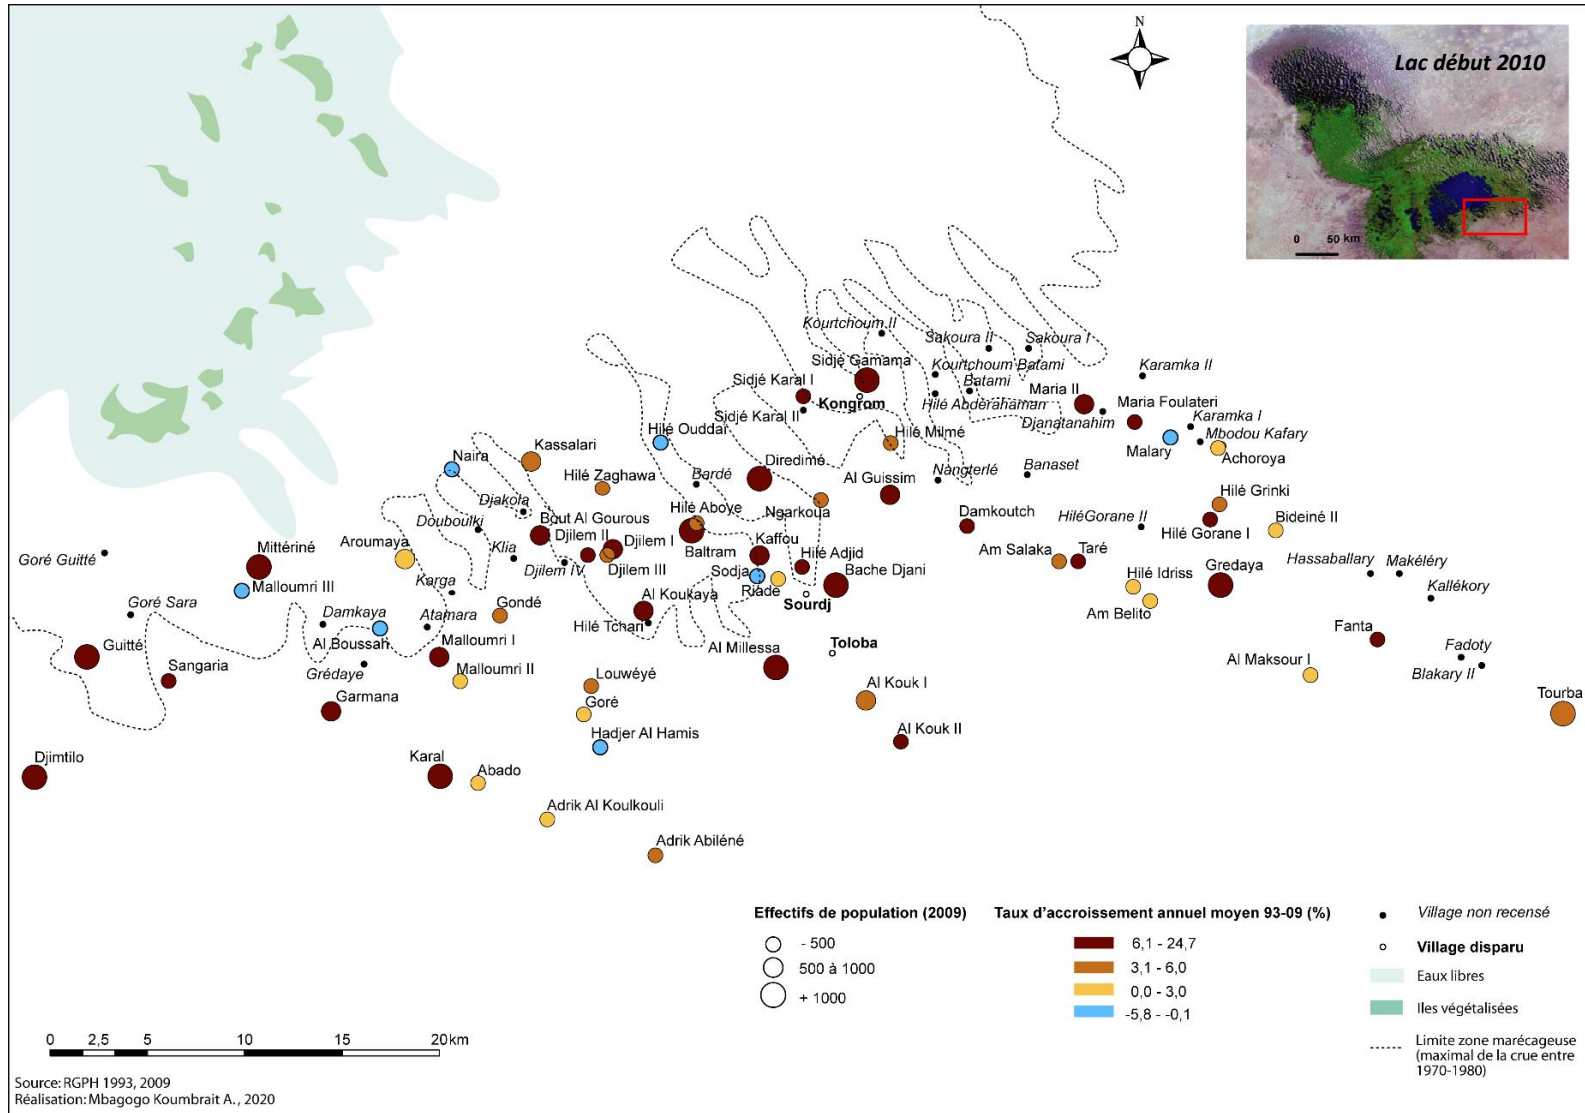 N
Lac début 2010
0 50 km
Kourtchoum II
Sakoura II
Sakoura I
Sidjé Gamama
Kourtchoum Batami
Karamka II
Sidjé Karal I
Batami
Kongrom
Hilé Abderahaman
Maria II
Maria Foulateri
Sidjé Karal II
Djanatanahim
Karamka I
Hilé Ouddai
Hilé Milmé
Mbodou Kafary
Malary
Achoroya
Kassalari
Naira
Hilé Zaghawa
Bardé
Diredimé
Al Guissim
Nangterlé
Banaset
Djakola
Hilé Aboye
Ngarkoua
Hilé Grinki
Douboulki
Bout Al Gourous
Damkoutch
HiléGorane II
Bideiné II
Aroumaya
Djilem II
Djilem I
Hilé Gorane I
Goré Guitté
Mittériné
Klia
Baltram
Kaffou
Hilé Adjid
Am Salaka
Taré
Hassaballary
Makéléry
Djilem IV
Djilem III
Sodja
Bache Djani
Gredaya
Malloumri III
Karga
Riade
Hilé Idriss
Kallékory
Goré Sara
Damkaya
Atamara
Gondé
Al Koukaya
Sourdj
Am Belito
Hilé Tchari
Fanta
Guitté
Al Boussah
Malloumri I
Toloba
Fadoty
Sangaria
Grédaye
Malloumri II
Al Millessa
Al Maksour I
Blakary II
Louwéyé
Al Kouk I
Tourba
Garmana
Goré
Al Kouk II
Hadjer Al Hamis
Djimtilo
Karal
Abado
Adrik Al Koulkouli
Adrik Abiléné
Effectifs de population (2009)
- 500
500 à 1000
+ 1000
Taux d'accroissement annuel moyen 93-09 (%)
6,1 - 24,7
3,1 - 6,0
0,0 - 3,0
-5,8 - -0,1
Village non recensé
Village disparu
Eaux libres
Iles végétalisées
Limite zone marécageuse
(maximal de la crue entre
1970-1980)
0 2,5 5 10 15 20 km
Source: RGPH 1993, 2009
Réalisation: Mbagogo Koumbrait A., 2020